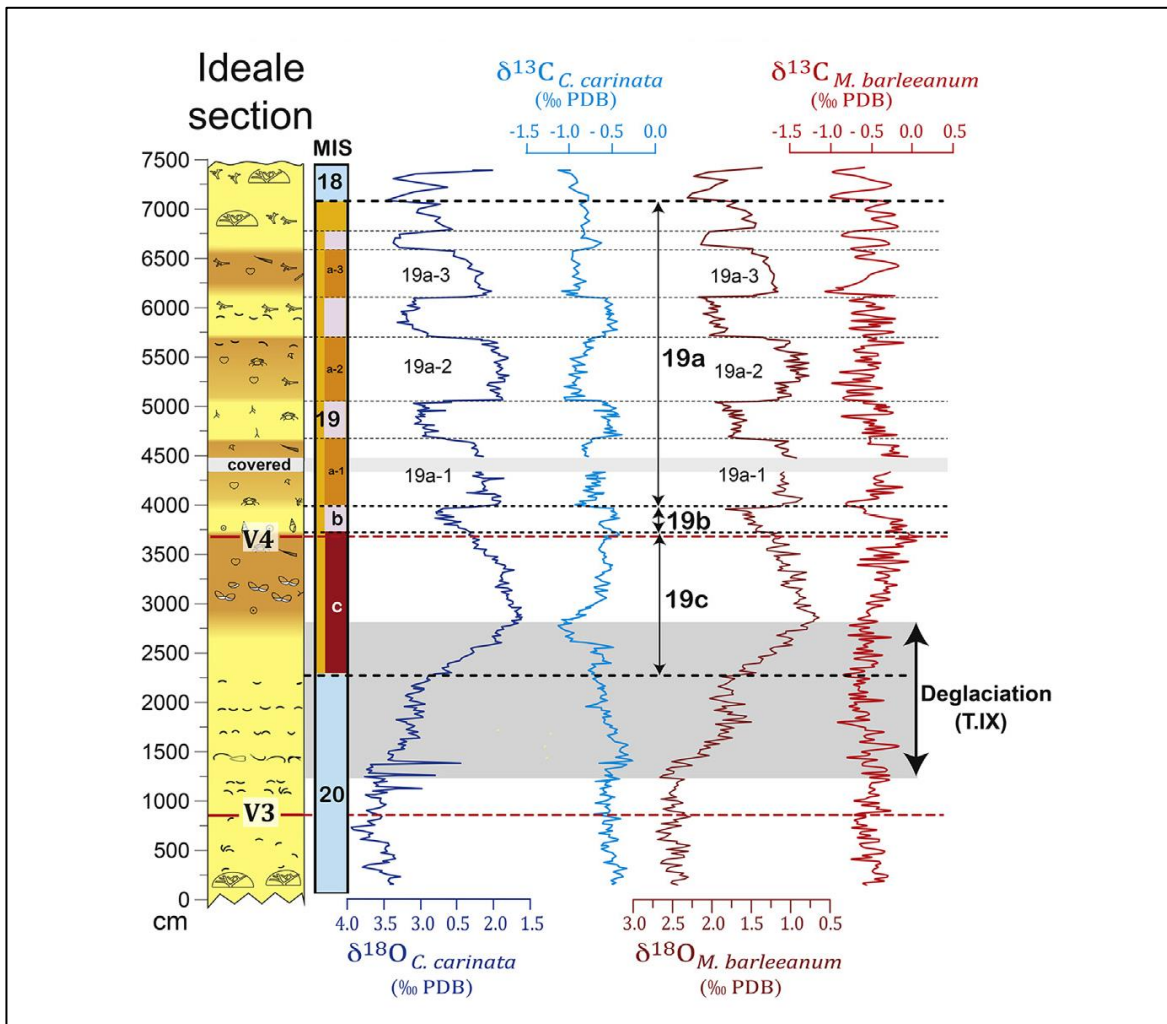 Ideale
section
MIS
δ13C C. carinata
(‰ PDB)
-1.5 -1.0 - 0.5 0.0
δ13C M. barleeanum
(‰ PDB)
-1.5 -1.0 -0.5 0.0 0.5
7500
7000
6500
6000
5500
5000
4500
4000
3500
3000
2500
2000
1500
1000
500
0
cm
covered
V4
V3
18
a-3
a-2
19
a-1
b
c
20
19a-3
19a-2
19a-1
19a
19b
19c
19a-3
19a-2
19a-1
Deglaciation
(T.IX)
4.0 3.5 3.0 2.5 2.0 1.5
δ18O C. carinata
(‰ PDB)
3.0 2.5 2.0 1.5 1.0 0.5
δ18O M. barleeanum
(‰ PDB)